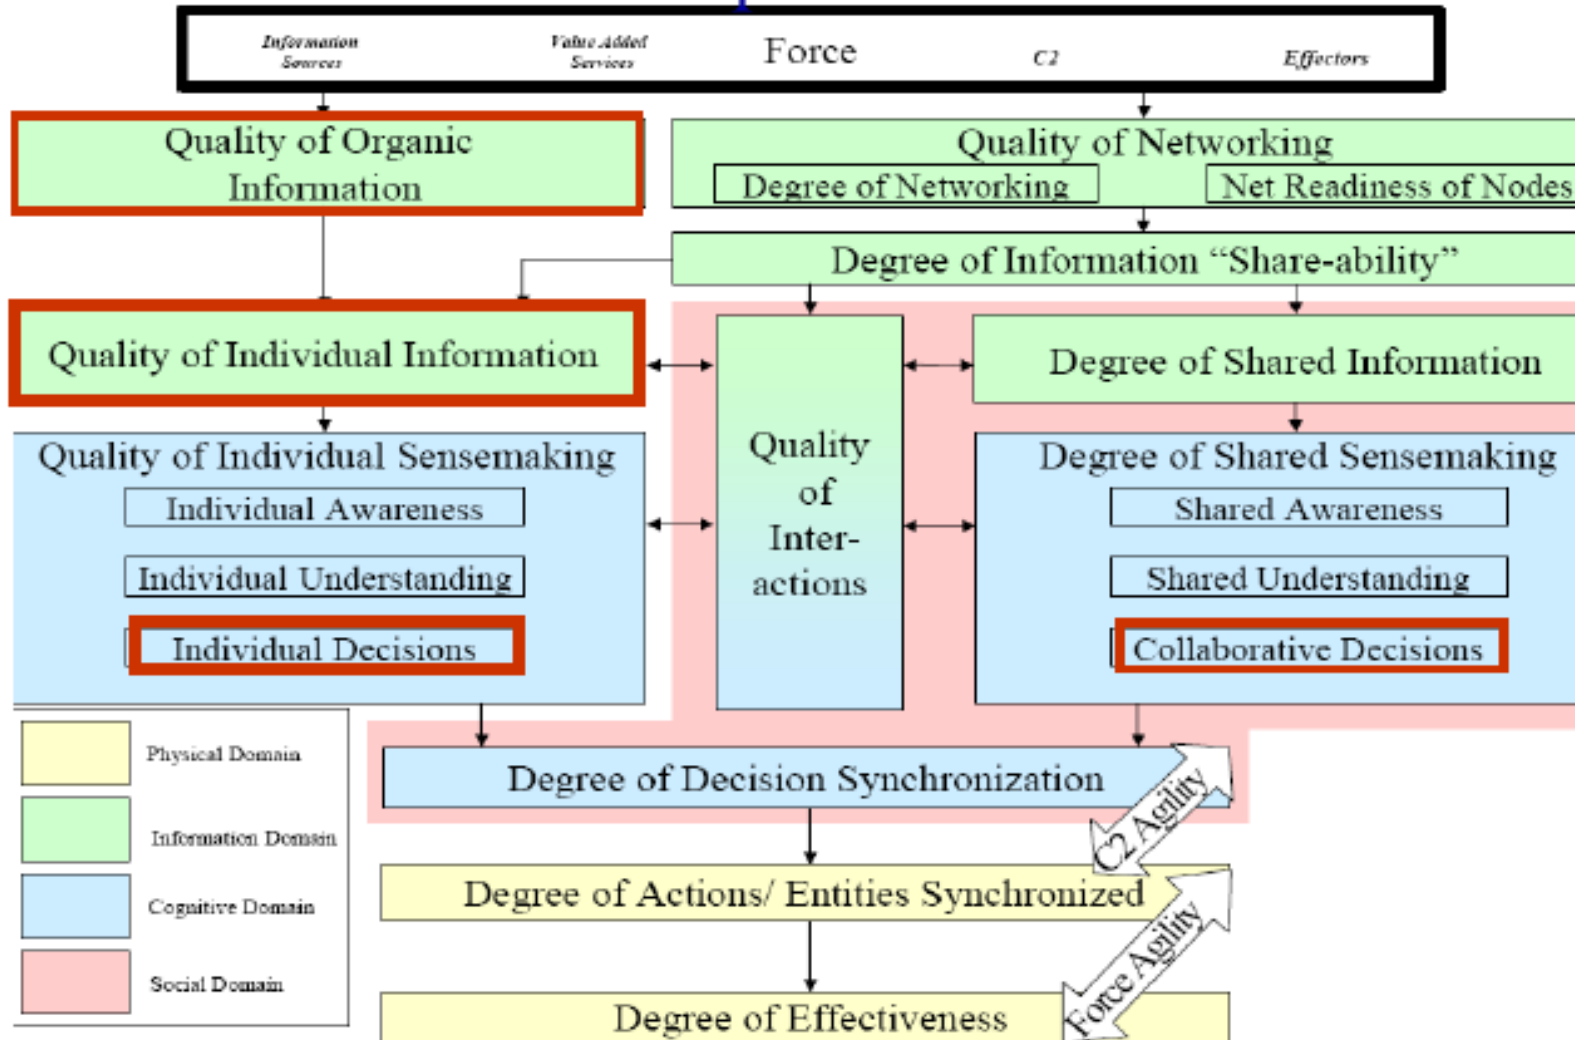 Information
Sources
Value Added
Services
Force
C2
Effectors
Quality of Organic
Information
Quality of Networking
Degree of Networking
Net Readiness of Nodes
Degree of Information “Share-ability”
Quality of Individual Information
Degree of Shared Information
Quality of Individual Sensemaking
Individual Awareness
Individual Understanding
Individual Decisions
Quality
of
Inter-
actions
Degree of Shared Sensemaking
Shared Awareness
Shared Understanding
Collaborative Decisions
Physical Domain
Information Domain
Cognitive Domain
Social Domain
Degree of Decision Synchronization
C2 Agility
Degree of Actions/ Entities Synchronized
Force Agility
Degree of Effectiveness